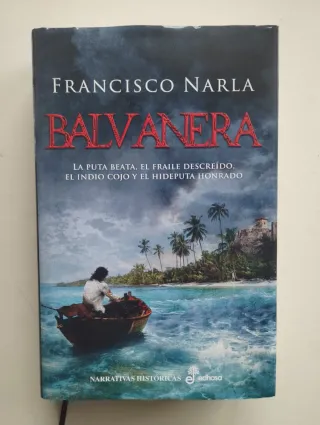 FRANCISCO NARLA
BALVANERA
LA PUTA BEATA, EL FRAILE DESCREÍDO,
EL INDIO COJO Y EL HIDEPUTA HONRADO
NARRATIVAS HISTÓRICAS edhasa